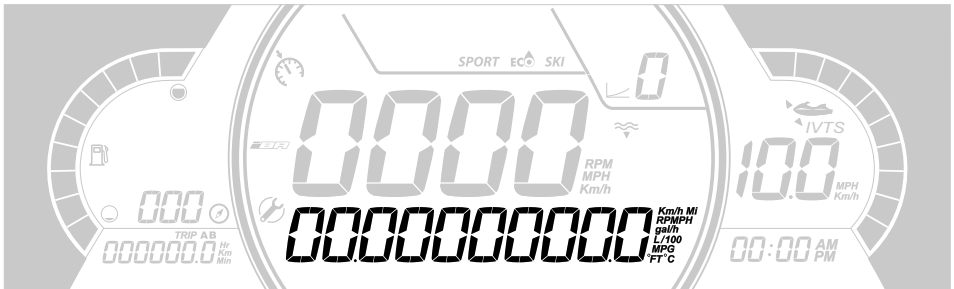 SPORT ECO SKI
0
0000
RPM
MPH
Km/h
IVTS
10.0
MPH
Km/h
iBR
000
TRIP AB
000000.0
Hr
Km
Min
00.00000000.0
Km/h Mi
RPMPH
gal/h
L/100
MPG
°FT°C
00:00 AM
PM